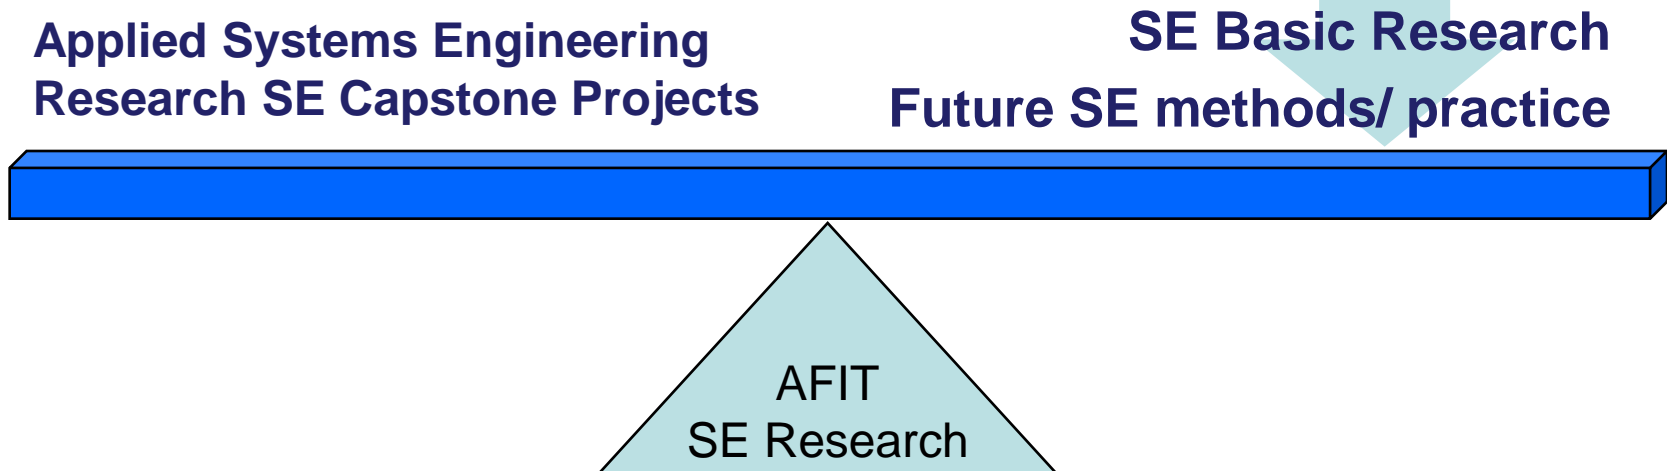 Applied Systems Engineering
Research SE Capstone Projects
SE Basic Research
Future SE methods/ practice
AFIT
SE Research